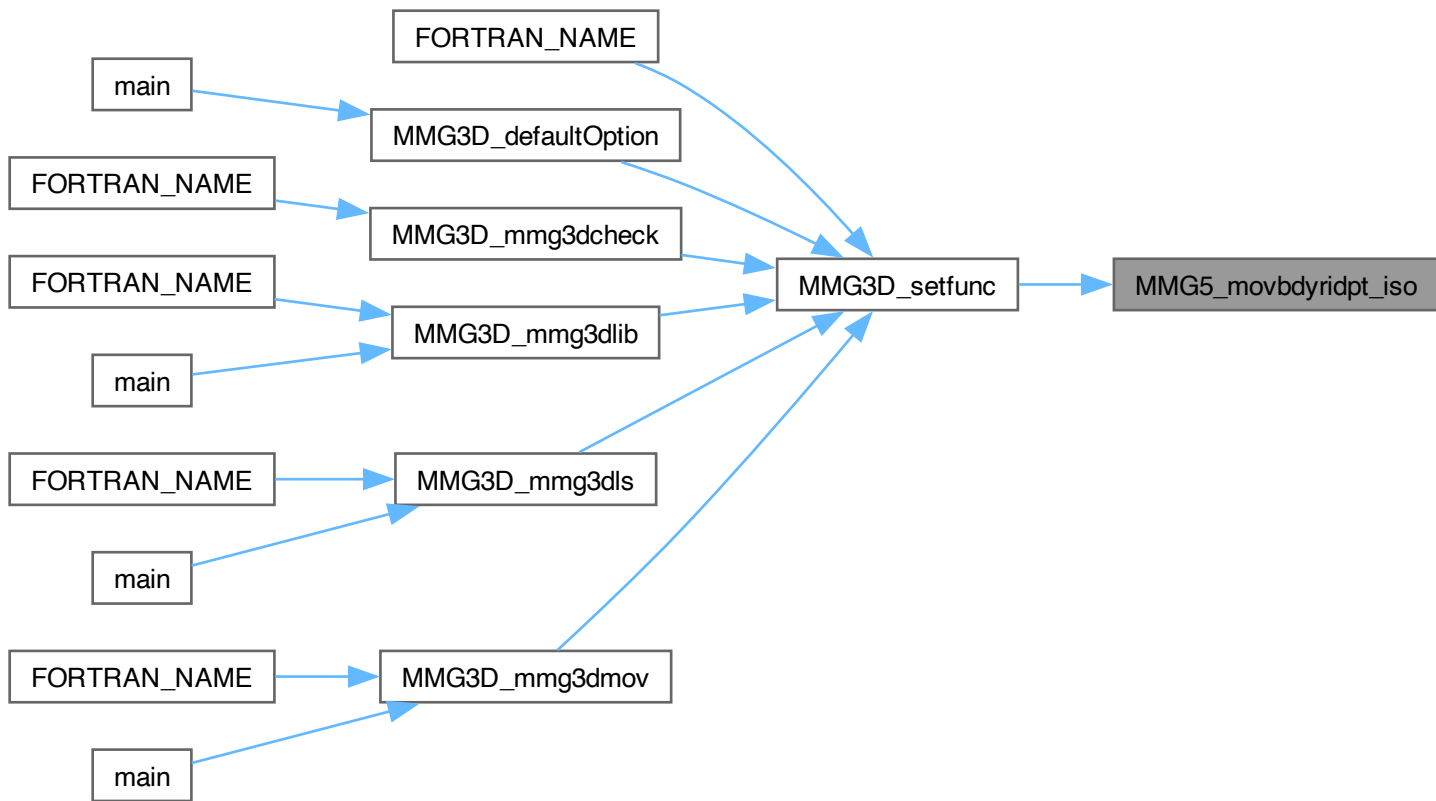 FORTRAN_NAME
main
MMG3D_defaultOption
FORTRAN_NAME
MMG3D_mmg3dcheck
FORTRAN_NAME
MMG3D_setfunc
MMG5_movbdyridpt_iso
MMG3D_mmg3dlib
main
FORTRAN_NAME
MMG3D_mmg3dls
main
FORTRAN_NAME
MMG3D_mmg3dmov
main